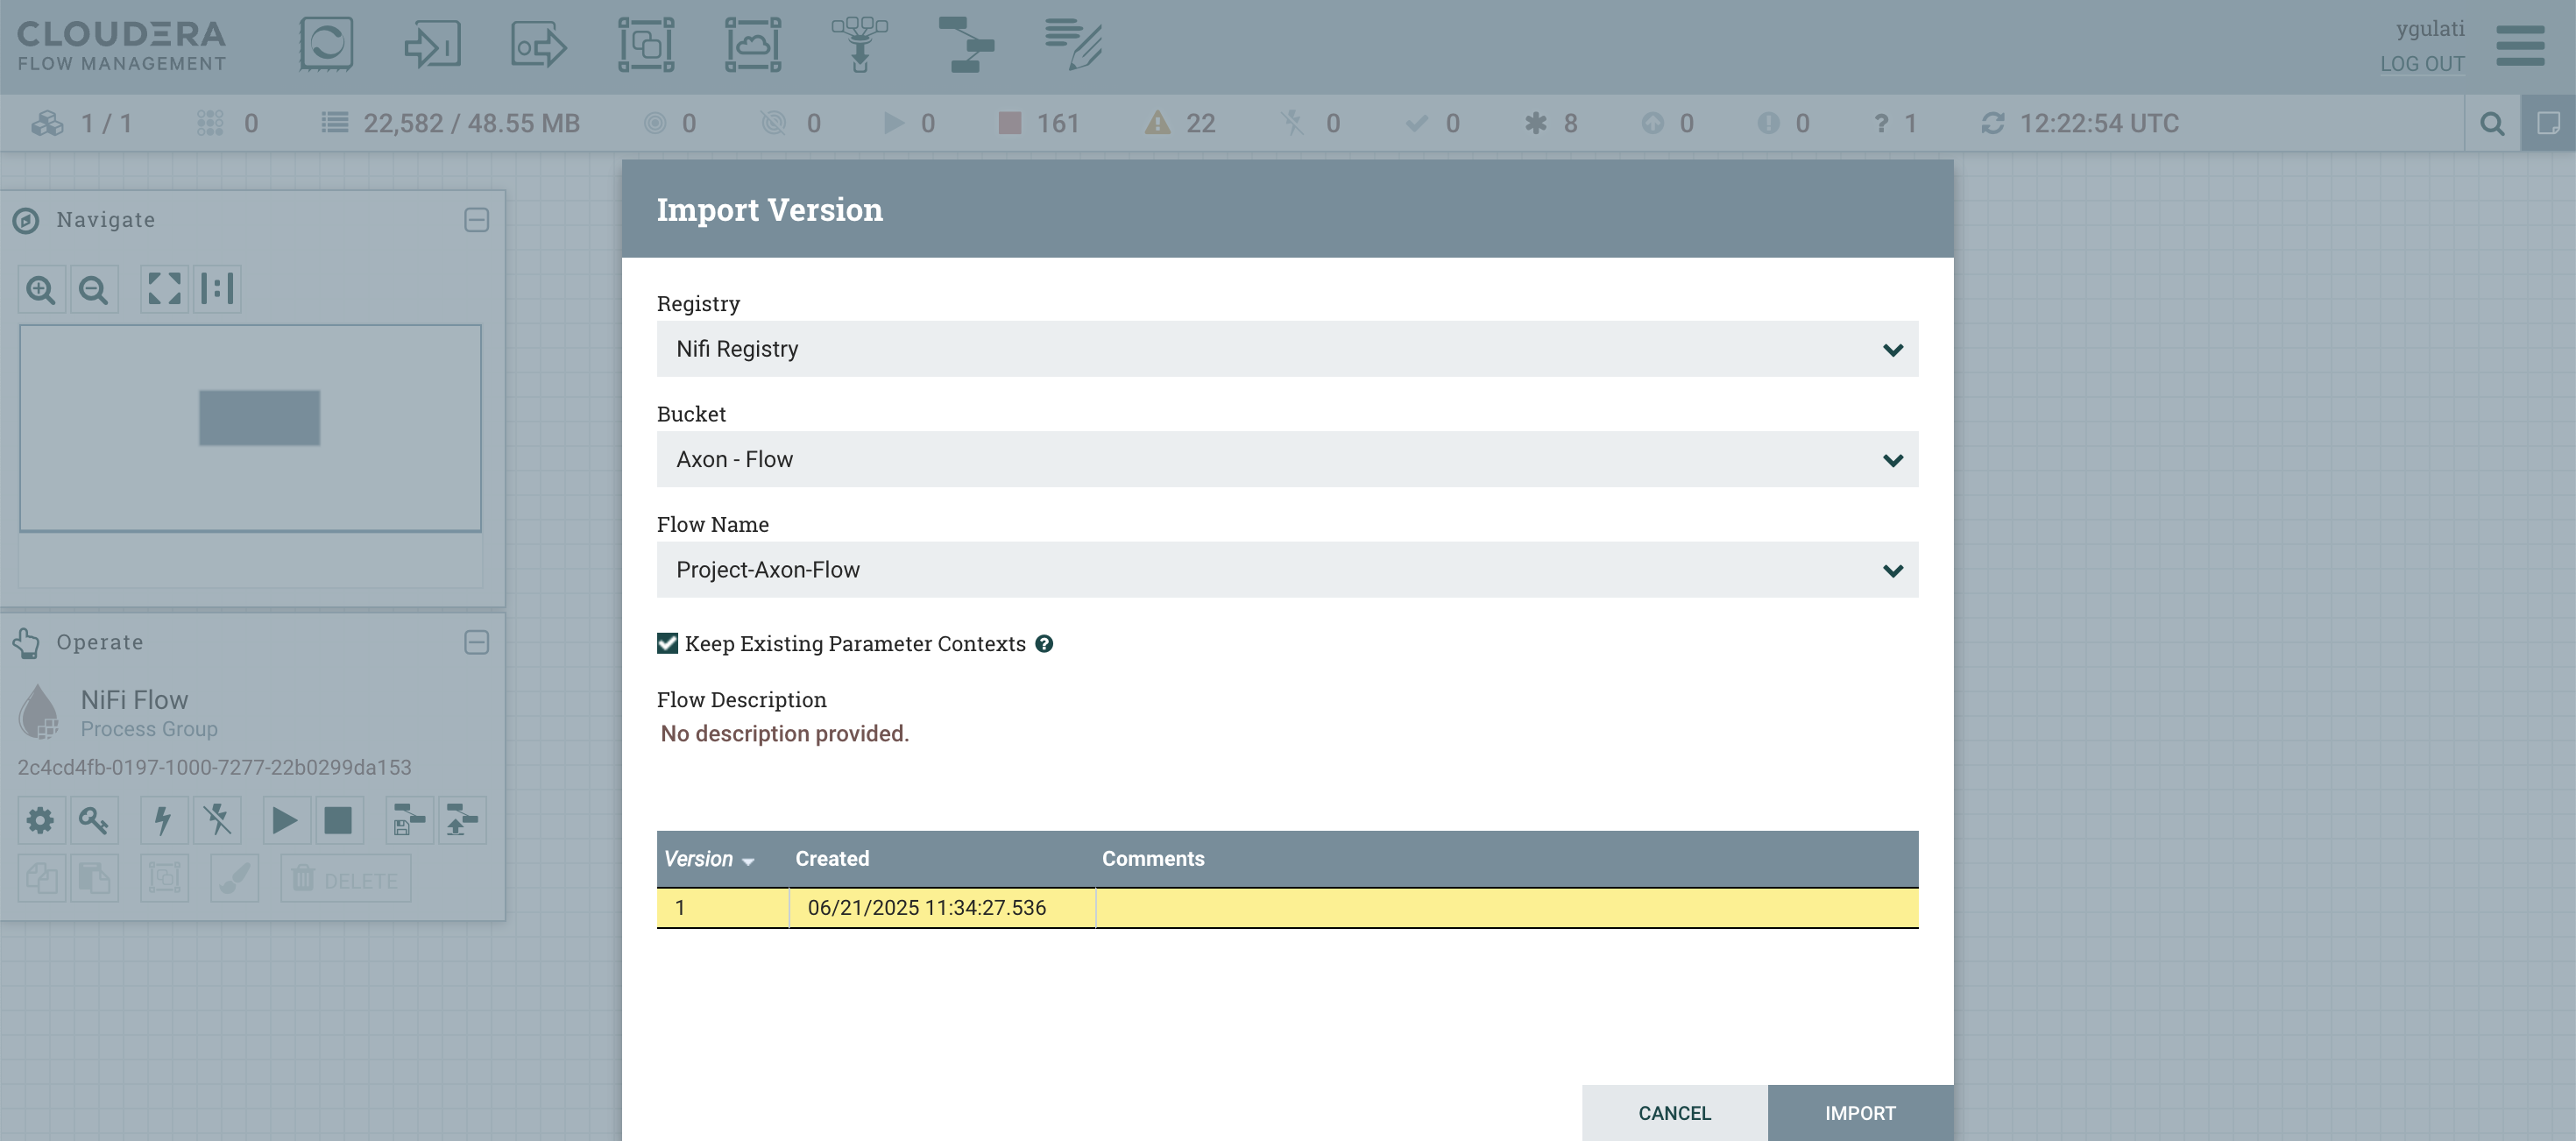 CLOUDERA
FLOW MANAGEMENT
ygulati
LOG OUT
1 / 1 0 22,582 / 48.55 MB 0 0 0 161 22 0 0 8 0 0 ? 1 12:22:54 UTC
Navigate
Operate
NiFi Flow
Process Group
2c4cd4fb-0197-1000-7277-22b0299da153
DELETE
Import Version
Registry
Nifi Registry
Bucket
Axon - Flow
Flow Name
Project-Axon-Flow
Keep Existing Parameter Contexts ?
Flow Description
No description provided.
Version Created Comments
1 06/21/2025 11:34:27.536
CANCEL IMPORT